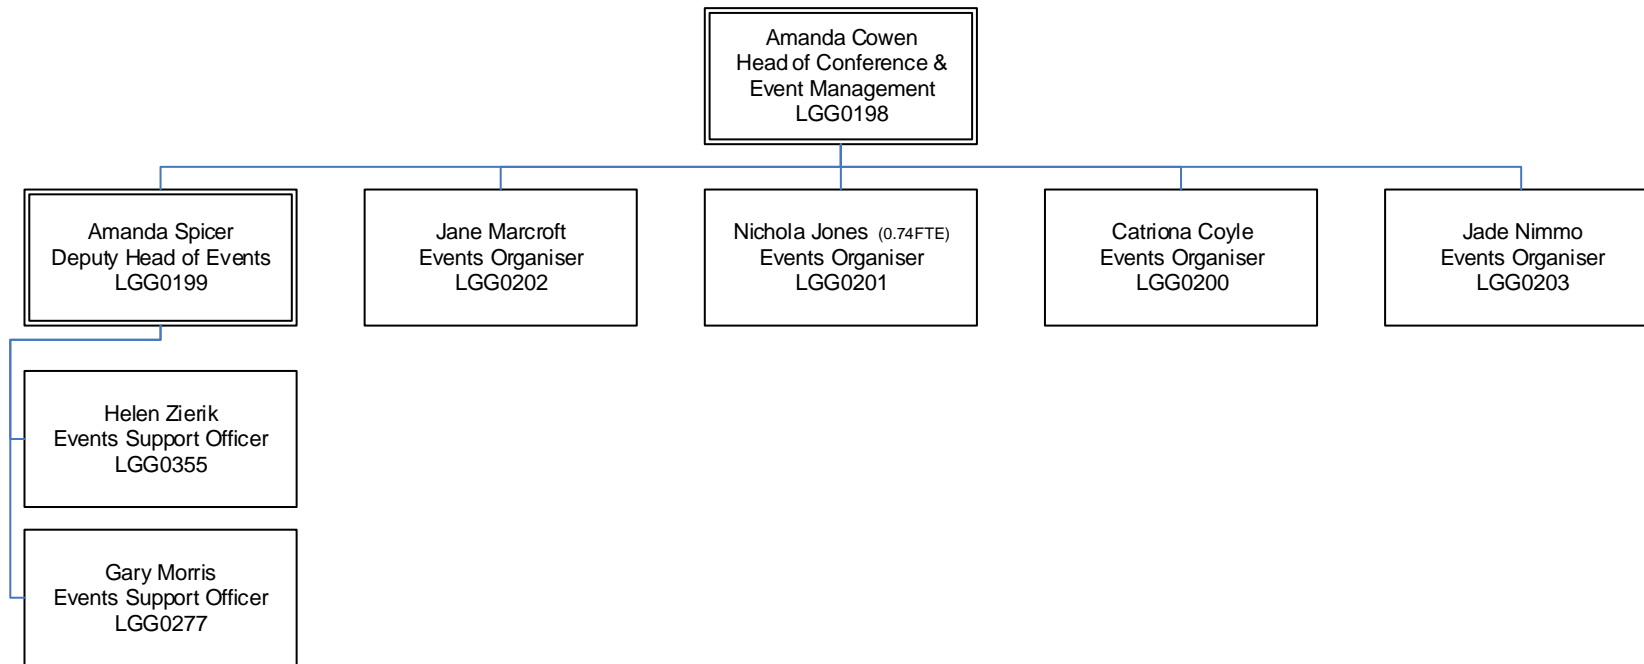 Amanda Cowen
Head of Conference &
Event Management
LGG0198
Amanda Spicer
Deputy Head of Events
LGG0199
Jane Marcroft
Events Organiser
LGG0202
Nichola Jones (0.74FTE)
Events Organiser
LGG0201
Catriona Coyle
Events Organiser
LGG0200
Jade Nimmo
Events Organiser
LGG0203
Helen Zierik
Events Support Officer
LGG0355
Gary Morris
Events Support Officer
LGG0277